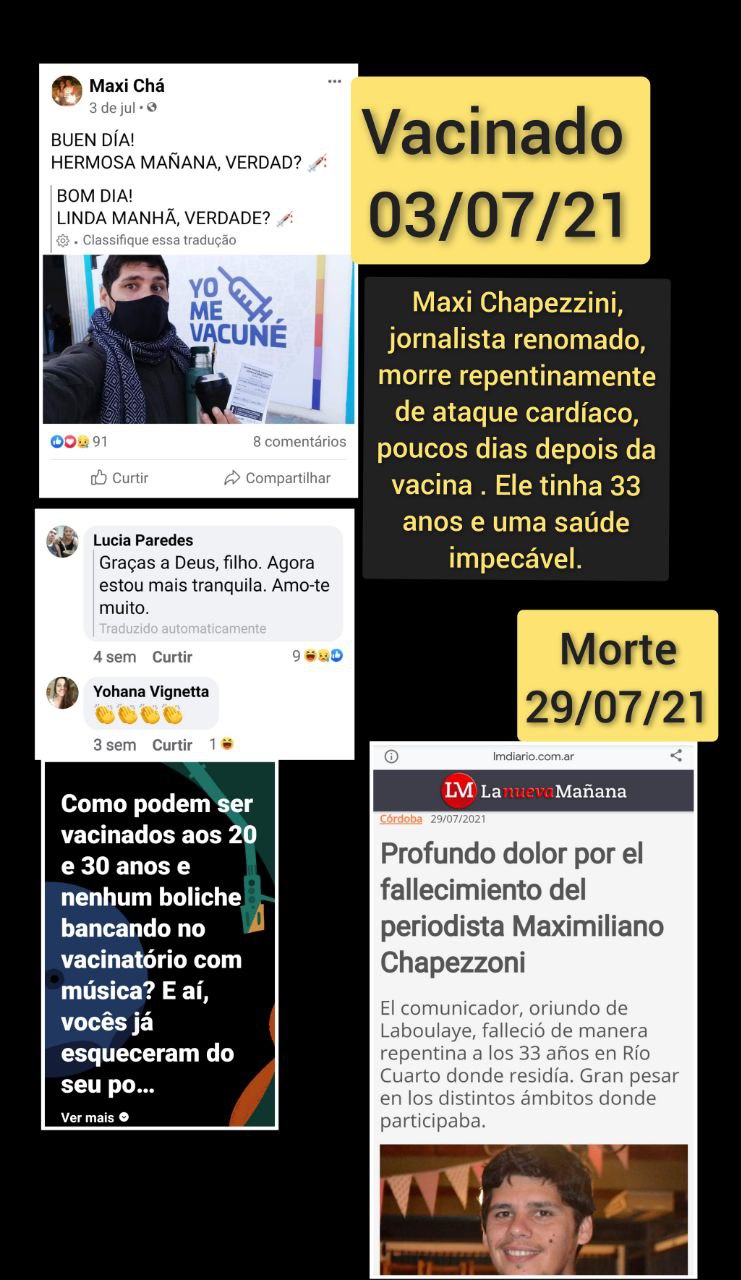 Maxi Chá
3 de jul
BUEN DÍA!
HERMOSA MAÑANA, VERDAD?
BOM DIA!
LINDA MANHÃ, VERDADE?
Classifique essa tradução
YO
ME
VACUNÉ
91
8 comentários
Curtir
Compartilhar
Vacinado
03/07/21
Maxi Chapezzini,
jornalista renomado,
morre repentinamente
de ataque cardíaco,
poucos dias depois da
vacina . Ele tinha 33
anos e uma saúde
impecável.
Lucia Paredes
Graças a Deus, filho. Agora
estou mais tranquila. Amo-te
muito.
Traduzido automaticamente
4 sem Curtir 9
Yohana Vignetta
3 sem Curtir 1
Como podem ser
vacinados aos 20
e 30 anos e
nenhum boliche
bancando no
vacinatório com
música? E aí,
vocês já
esqueceram do
seu po...
Ver mais
Morte
29/07/21
lmdiario.com.ar
LM La nueva Mañana
Córdoba 29/07/2021
Profundo dolor por el
fallecimiento del
periodista Maximiliano
Chapezzoni
El comunicador, oriundo de
Laboulaye, falleció de manera
repentina a los 33 años en Río
Cuarto donde residía. Gran pesar
en los distintos ámbitos donde
participaba.